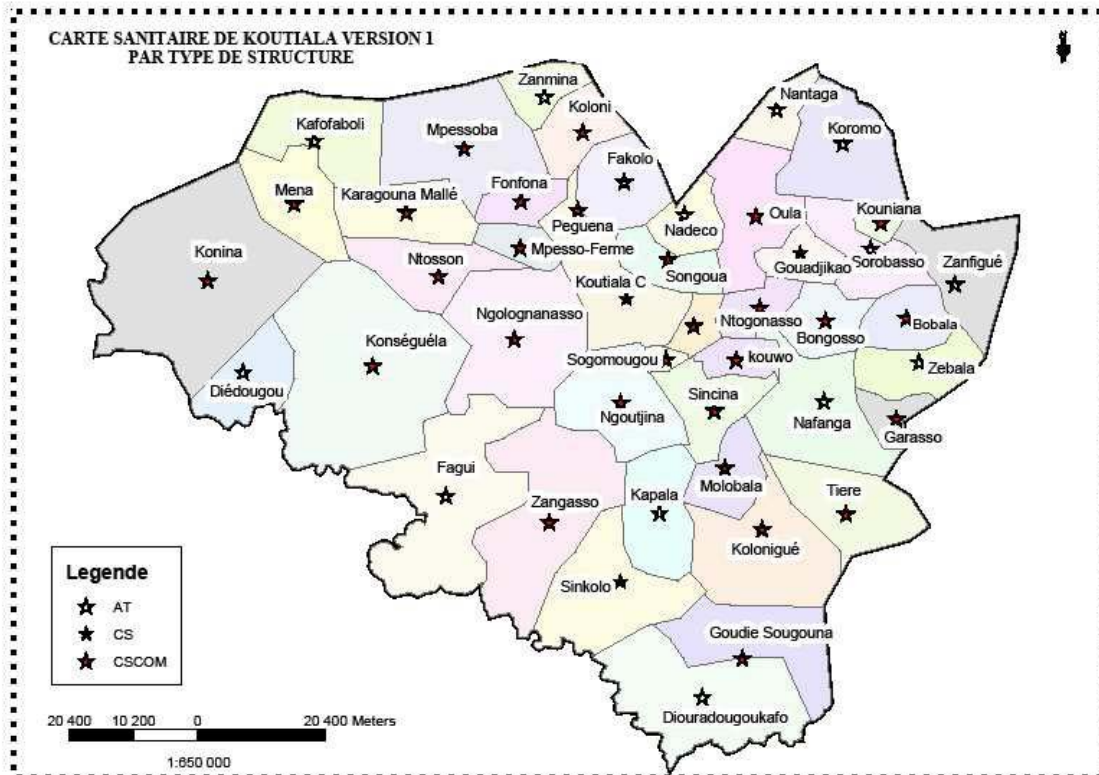 CARTE SANITAIRE DE KOUTIALA VERSION 1
PAR TYPE DE STRUCTURE
Zanmina
Nantaga
Koloni
Kafofaboli
Mpessoba
Koromo
Fakolo
Mena
Karagouna Mallé
Fonfona
Oula
Kouniana
Peguena
Nadeco
Konina
Mpesso-Ferme
Ntosson
Songoua
Gouadjikao
Sorobasso
Zanfigué
Koutiala C
Ngolognanasso
Ntogonasso
Bongosso
Bobala
Konséguéla
Sogomougou
kouwo
Zebala
Diédougou
Ngoutjina
Sincina
Nafanga
Garasso
Fagui
Molobala
Zangasso
Kapala
Tiere
Kolonigué
Sinkolo
Goudie Sougouna
Diouradougoukafo
Legende
AT
CS
CSCOM
20 400 10 200 0 20 400 Meters
1:650 000